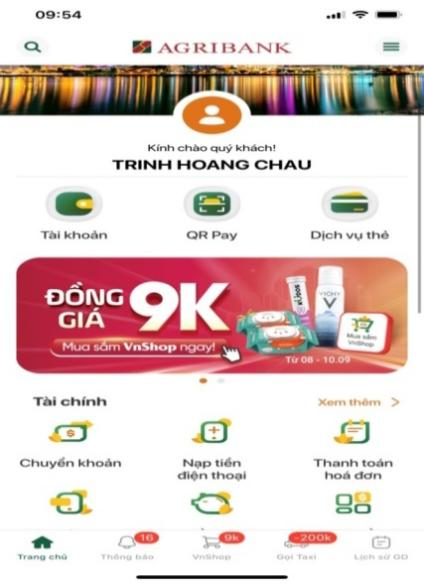 09:54
AGRIBANK
Kính chào quý khách!
TRINH HOANG CHAU
Tài khoản
QR Pay
Dịch vụ thẻ
ĐỒNG GIÁ 9K
Mua sắm VnShop ngay!
VICHY
Mua sắm
VnShop
Từ 08 - 10.09
Tài chính
Xem thêm >
Chuyển khoản
Nạp tiền
điện thoại
Thanh toán
hoá đơn
16
9k
-200k
Trang chủ
Thông báo
VnShop
Gọi Taxi
Lịch sử GD